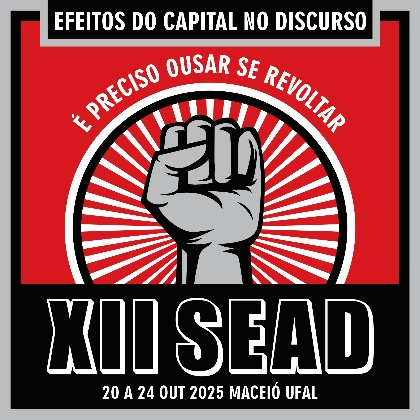 EFEITOS DO CAPITAL NO DISCURSO
É PRECISO OUSAR SE REVOLTAR
XII SEAD
20 A 24 OUT 2025 MACEIÓ UFAL